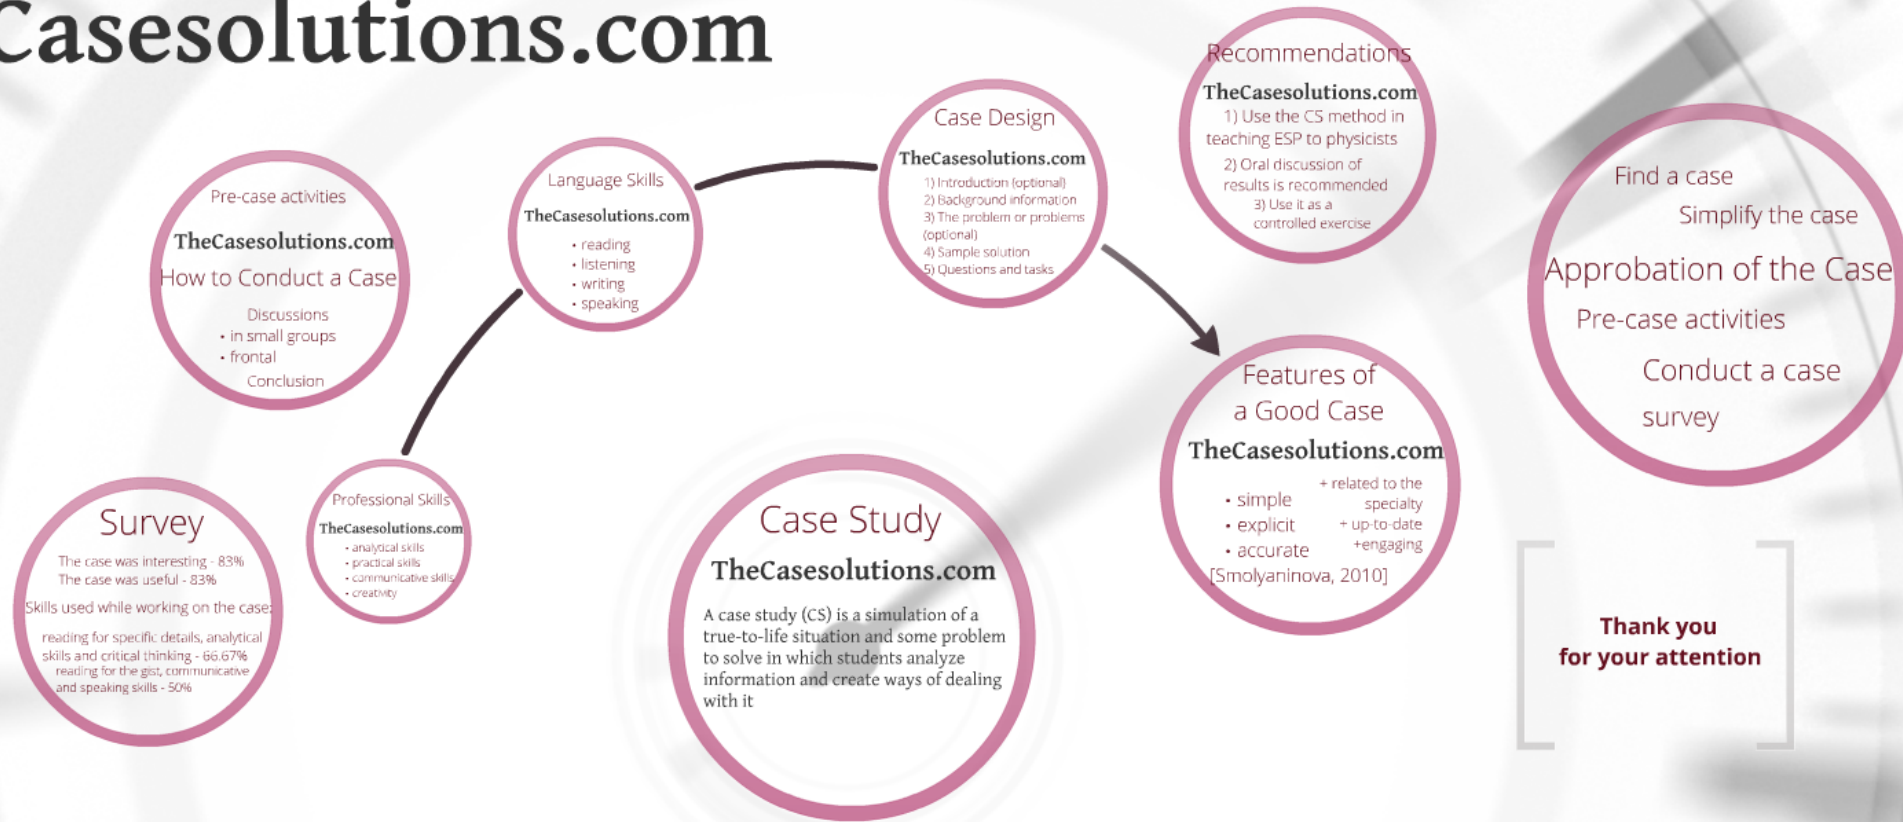 Casesolutions.com
Pre-case activities
TheCasesolutions.com
How to Conduct a Case
Discussions
• in small groups
• frontal
Conclusion
Language Skills
TheCasesolutions.com
• reading
• listening
• writing
• speaking
Case Design
TheCasesolutions.com
1) Introduction (optional)
2) Background information
3) The problem or problems
(optional)
4) Sample solution
5) Questions and tasks
Recommendations
TheCasesolutions.com
1) Use the CS method in
teaching ESP to physicists
2) Oral discussion of
results is recommended
3) Use it as a
controlled exercise
Find a case
Simplify the case
Approbation of the Case
Pre-case activities
Conduct a case
survey
Survey
The case was interesting - 83%
The case was useful - 83%
Skills used while working on the case:
reading for specific details, analytical
skills and critical thinking - 66.67%
reading for the gist, communicative
and speaking skills - 50%
Professional Skills
TheCasesolutions.com
• analytical skills
• practical skills
• communicative skills
• creativity
Case Study
TheCasesolutions.com
A case study (CS) is a simulation of a
true-to-life situation and some problem
to solve in which students analyze
information and create ways of dealing
with it
Features of
a Good Case
TheCasesolutions.com
• simple
• explicit
• accurate
+ related to the
specialty
+ up-to-date
+engaging
[Smolyaninova, 2010]
Thank you
for your attention